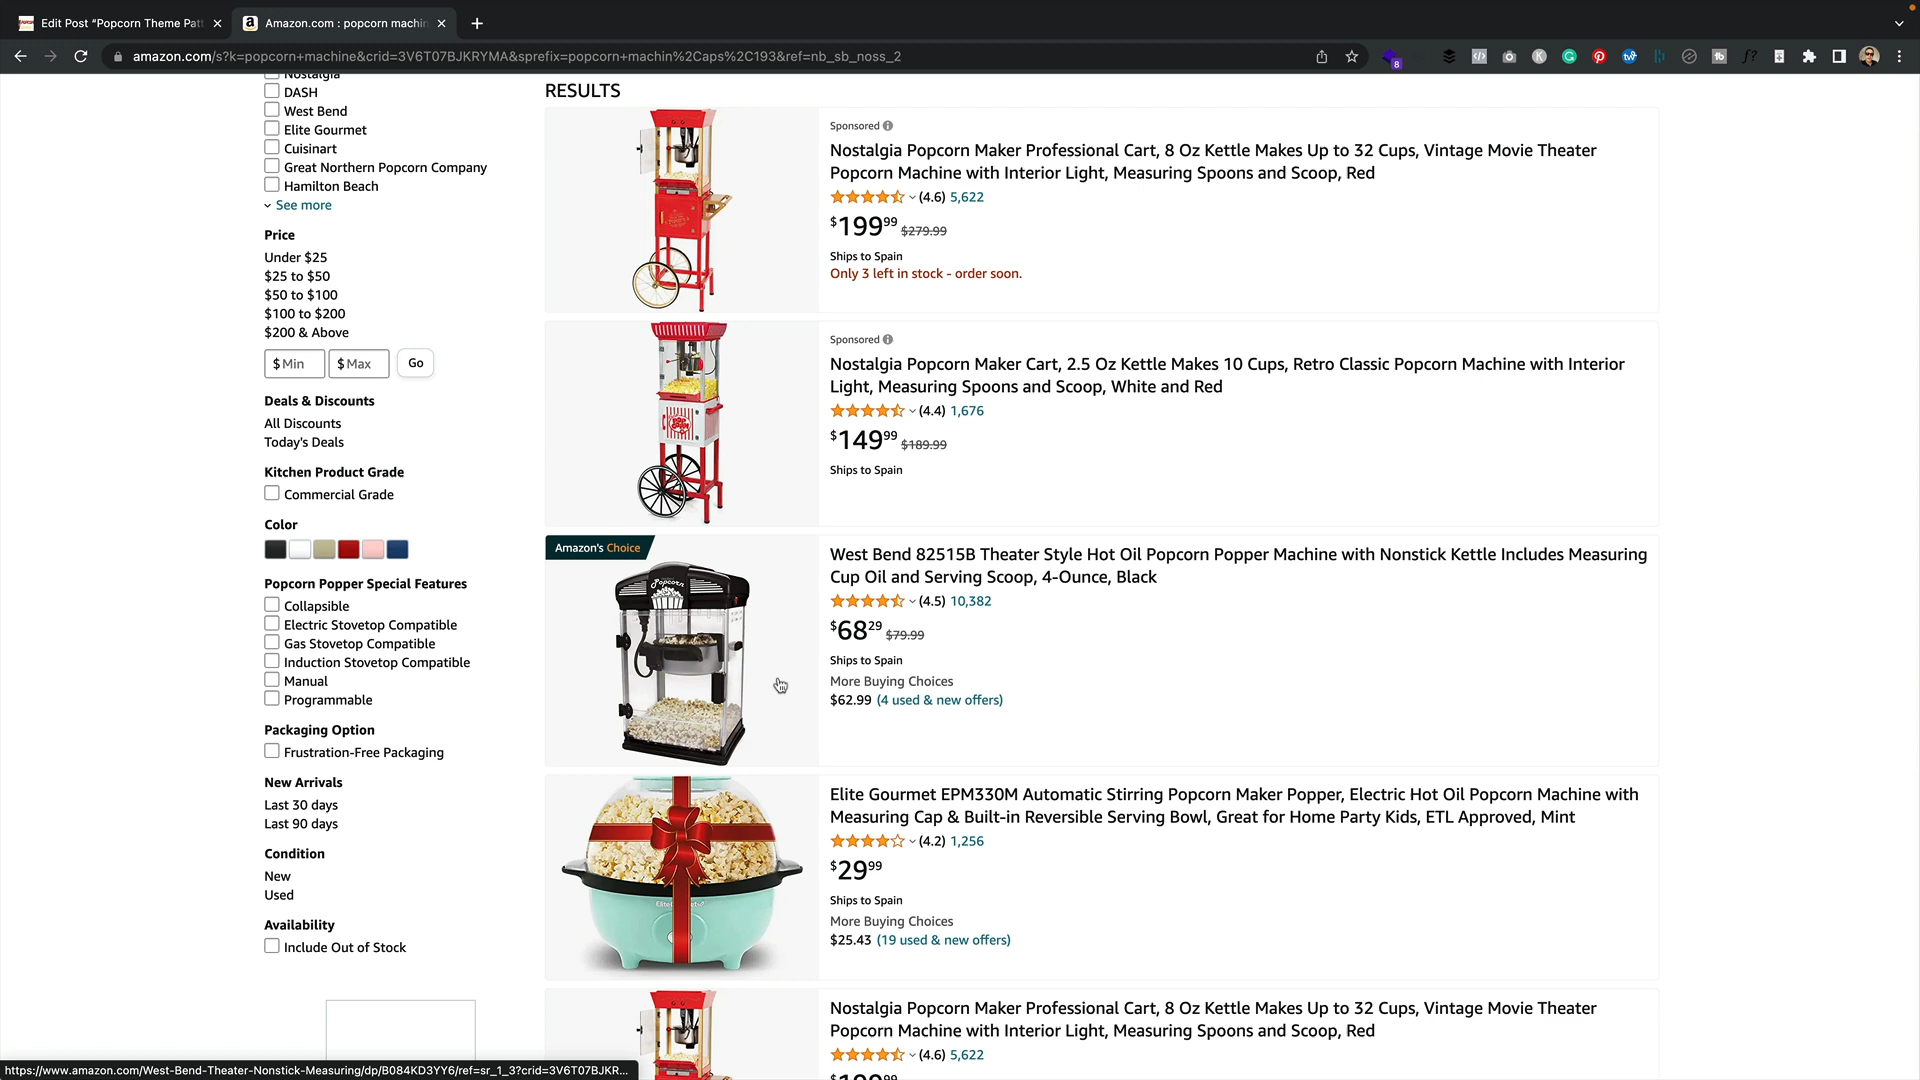 Edit Post “Popcorn Theme Pat
Amazon.com : popcorn machin
amazon.com/s?k=popcorn+machine&crid=3V6T07BJKRYMA&sprefix=popcorn+machin%2Caps%2C193&ref=nb_sb_noss_2
8
Nostalgia
DASH
West Bend
Elite Gourmet
Cuisinart
Great Northern Popcorn Company
Hamilton Beach
See more
Price
Under $25
$25 to $50
$50 to $100
$100 to $200
$200 & Above
$ Min
$ Max
Go
Deals & Discounts
All Discounts
Today's Deals
Kitchen Product Grade
Commercial Grade
Color
Popcorn Popper Special Features
Collapsible
Electric Stovetop Compatible
Gas Stovetop Compatible
Induction Stovetop Compatible
Manual
Programmable
Packaging Option
Frustration-Free Packaging
New Arrivals
Last 30 days
Last 90 days
Condition
New
Used
Availability
Include Out of Stock
RESULTS
Sponsored
Nostalgia Popcorn Maker Professional Cart, 8 Oz Kettle Makes Up to 32 Cups, Vintage Movie Theater
Popcorn Machine with Interior Light, Measuring Spoons and Scoop, Red
(4.6) 5,622
$199.99 $279.99
Ships to Spain
Only 3 left in stock - order soon.
Sponsored
Nostalgia Popcorn Maker Cart, 2.5 Oz Kettle Makes 10 Cups, Retro Classic Popcorn Machine with Interior
Light, Measuring Spoons and Scoop, White and Red
(4.4) 1,676
$149.99 $189.99
Ships to Spain
Amazon's Choice
Popcorn
West Bend 82515B Theater Style Hot Oil Popcorn Popper Machine with Nonstick Kettle Includes Measuring
Cup Oil and Serving Scoop, 4-Ounce, Black
(4.5) 10,382
$68.29 $79.99
Ships to Spain
More Buying Choices
$62.99 (4 used & new offers)
Elite Gourmet EPM330M Automatic Stirring Popcorn Maker Popper, Electric Hot Oil Popcorn Machine with
Measuring Cap & Built-in Reversible Serving Bowl, Great for Home Party Kids, ETL Approved, Mint
(4.2) 1,256
$29.99
Ships to Spain
More Buying Choices
$25.43 (19 used & new offers)
Nostalgia Popcorn Maker Professional Cart, 8 Oz Kettle Makes Up to 32 Cups, Vintage Movie Theater
Popcorn Machine with Interior Light, Measuring Spoons and Scoop, Red
(4.6) 5,622
https://www.amazon.com/West-Bend-Theater-Nonstick-Measuring/dp/B084KD3YY6/ref=sr_1_3?crid=3V6T07BJKR...